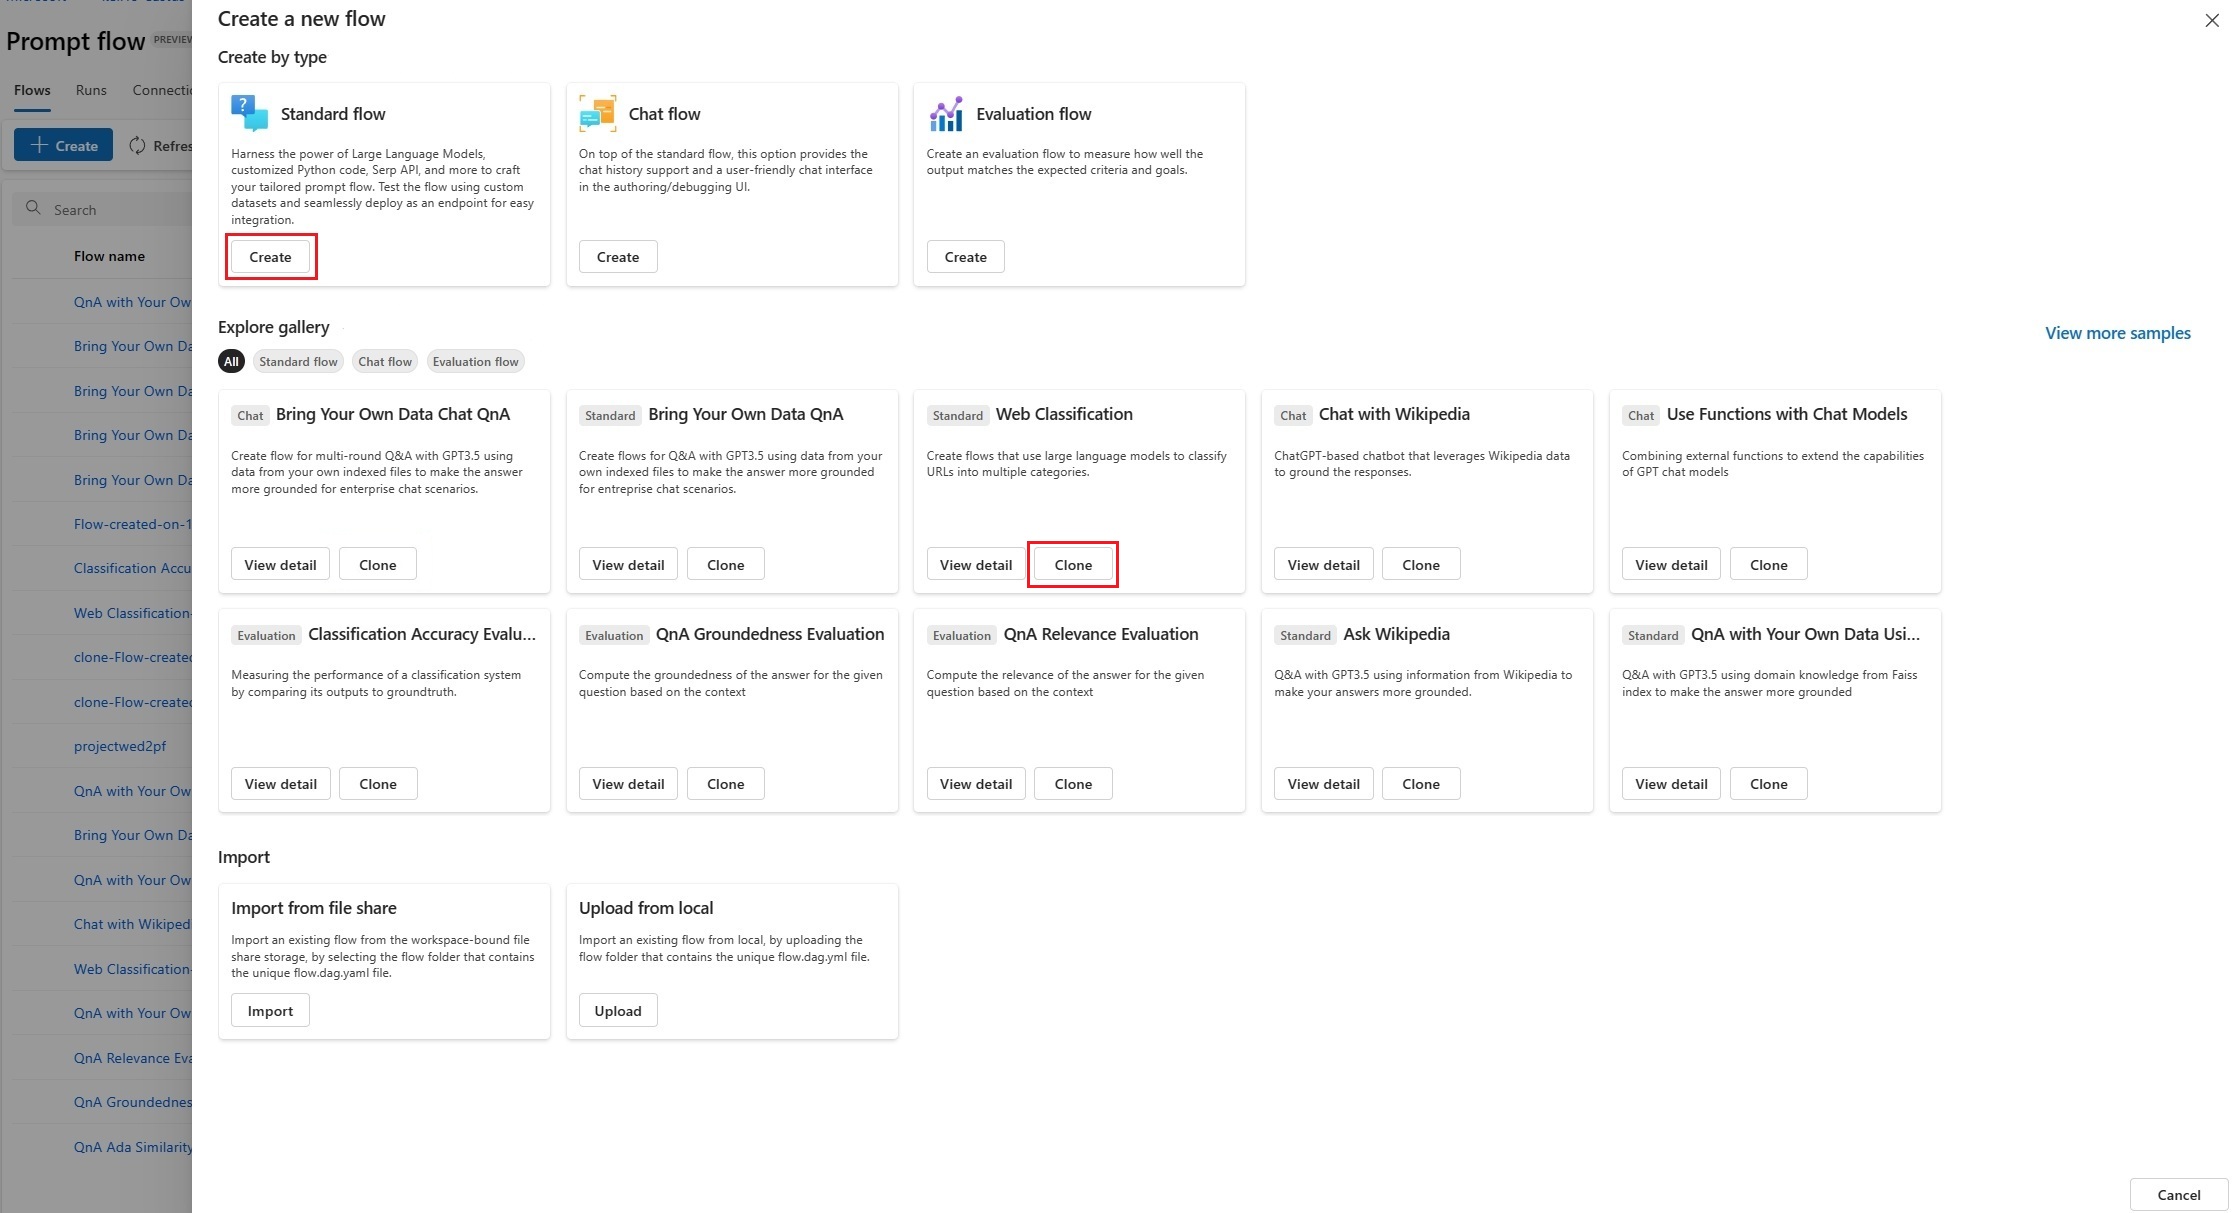 Create a new flow
Prompt flow PREVIEW
Create by type
Flows Runs Connectio
Create
Refres
Search
Flow name
QnA with Your Ow
Bring Your Own Da
Bring Your Own Da
Bring Your Own Da
Bring Your Own Da
Flow-created-on-1
Classification Accu
Web Classification-
clone-Flow-created
clone-Flow-created
projectwed2pf
QnA with Your Ow
Bring Your Own Da
QnA with Your Ow
Chat with Wikiped
Web Classification-
QnA with Your Ow
QnA Relevance Eva
QnA Groundednes
QnA Ada Similarity
Standard flow
Harness the power of Large Language Models,
customized Python code, Serp API, and more to craft
your tailored prompt flow. Test the flow using custom
datasets and seamlessly deploy as an endpoint for easy
integration.
Create
Chat flow
On top of the standard flow, this option provides the
chat history support and a user-friendly chat interface
in the authoring/debugging UI.
Create
Evaluation flow
Create an evaluation flow to measure how well the
output matches the expected criteria and goals.
Create
Explore gallery
View more samples
All Standard flow Chat flow Evaluation flow
Chat Bring Your Own Data Chat QnA
Create flow for multi-round Q&A with GPT3.5 using
data from your own indexed files to make the answer
more grounded for enterprise chat scenarios.
View detail Clone
Standard Bring Your Own Data QnA
Create flows for Q&A with GPT3.5 using data from your
own indexed files to make the answer more grounded
for entreprise chat scenarios.
View detail Clone
Standard Web Classification
Create flows that use large language models to classify
URLs into multiple categories.
View detail Clone
Chat Chat with Wikipedia
ChatGPT-based chatbot that leverages Wikipedia data
to ground the responses.
View detail Clone
Chat Use Functions with Chat Models
Combining external functions to extend the capabilities
of GPT chat models
View detail Clone
Evaluation Classification Accuracy Evalu...
Measuring the performance of a classification system
by comparing its outputs to groundtruth.
View detail Clone
Evaluation QnA Groundedness Evaluation
Compute the groundedness of the answer for the given
question based on the context
View detail Clone
Evaluation QnA Relevance Evaluation
Compute the relevance of the answer for the given
question based on the context
View detail Clone
Standard Ask Wikipedia
Q&A with GPT3.5 using information from Wikipedia to
make your answers more grounded.
View detail Clone
Standard QnA with Your Own Data Usi...
Q&A with GPT3.5 using domain knowledge from Faiss
index to make the answer more grounded
View detail Clone
Import
Import from file share
Import an existing flow from the workspace-bound file
share storage, by selecting the flow folder that contains
the unique flow.dag.yaml file.
Import
Upload from local
Import an existing flow from local, by uploading the
flow folder that contains the unique flow.dag.yml file.
Upload
Cancel